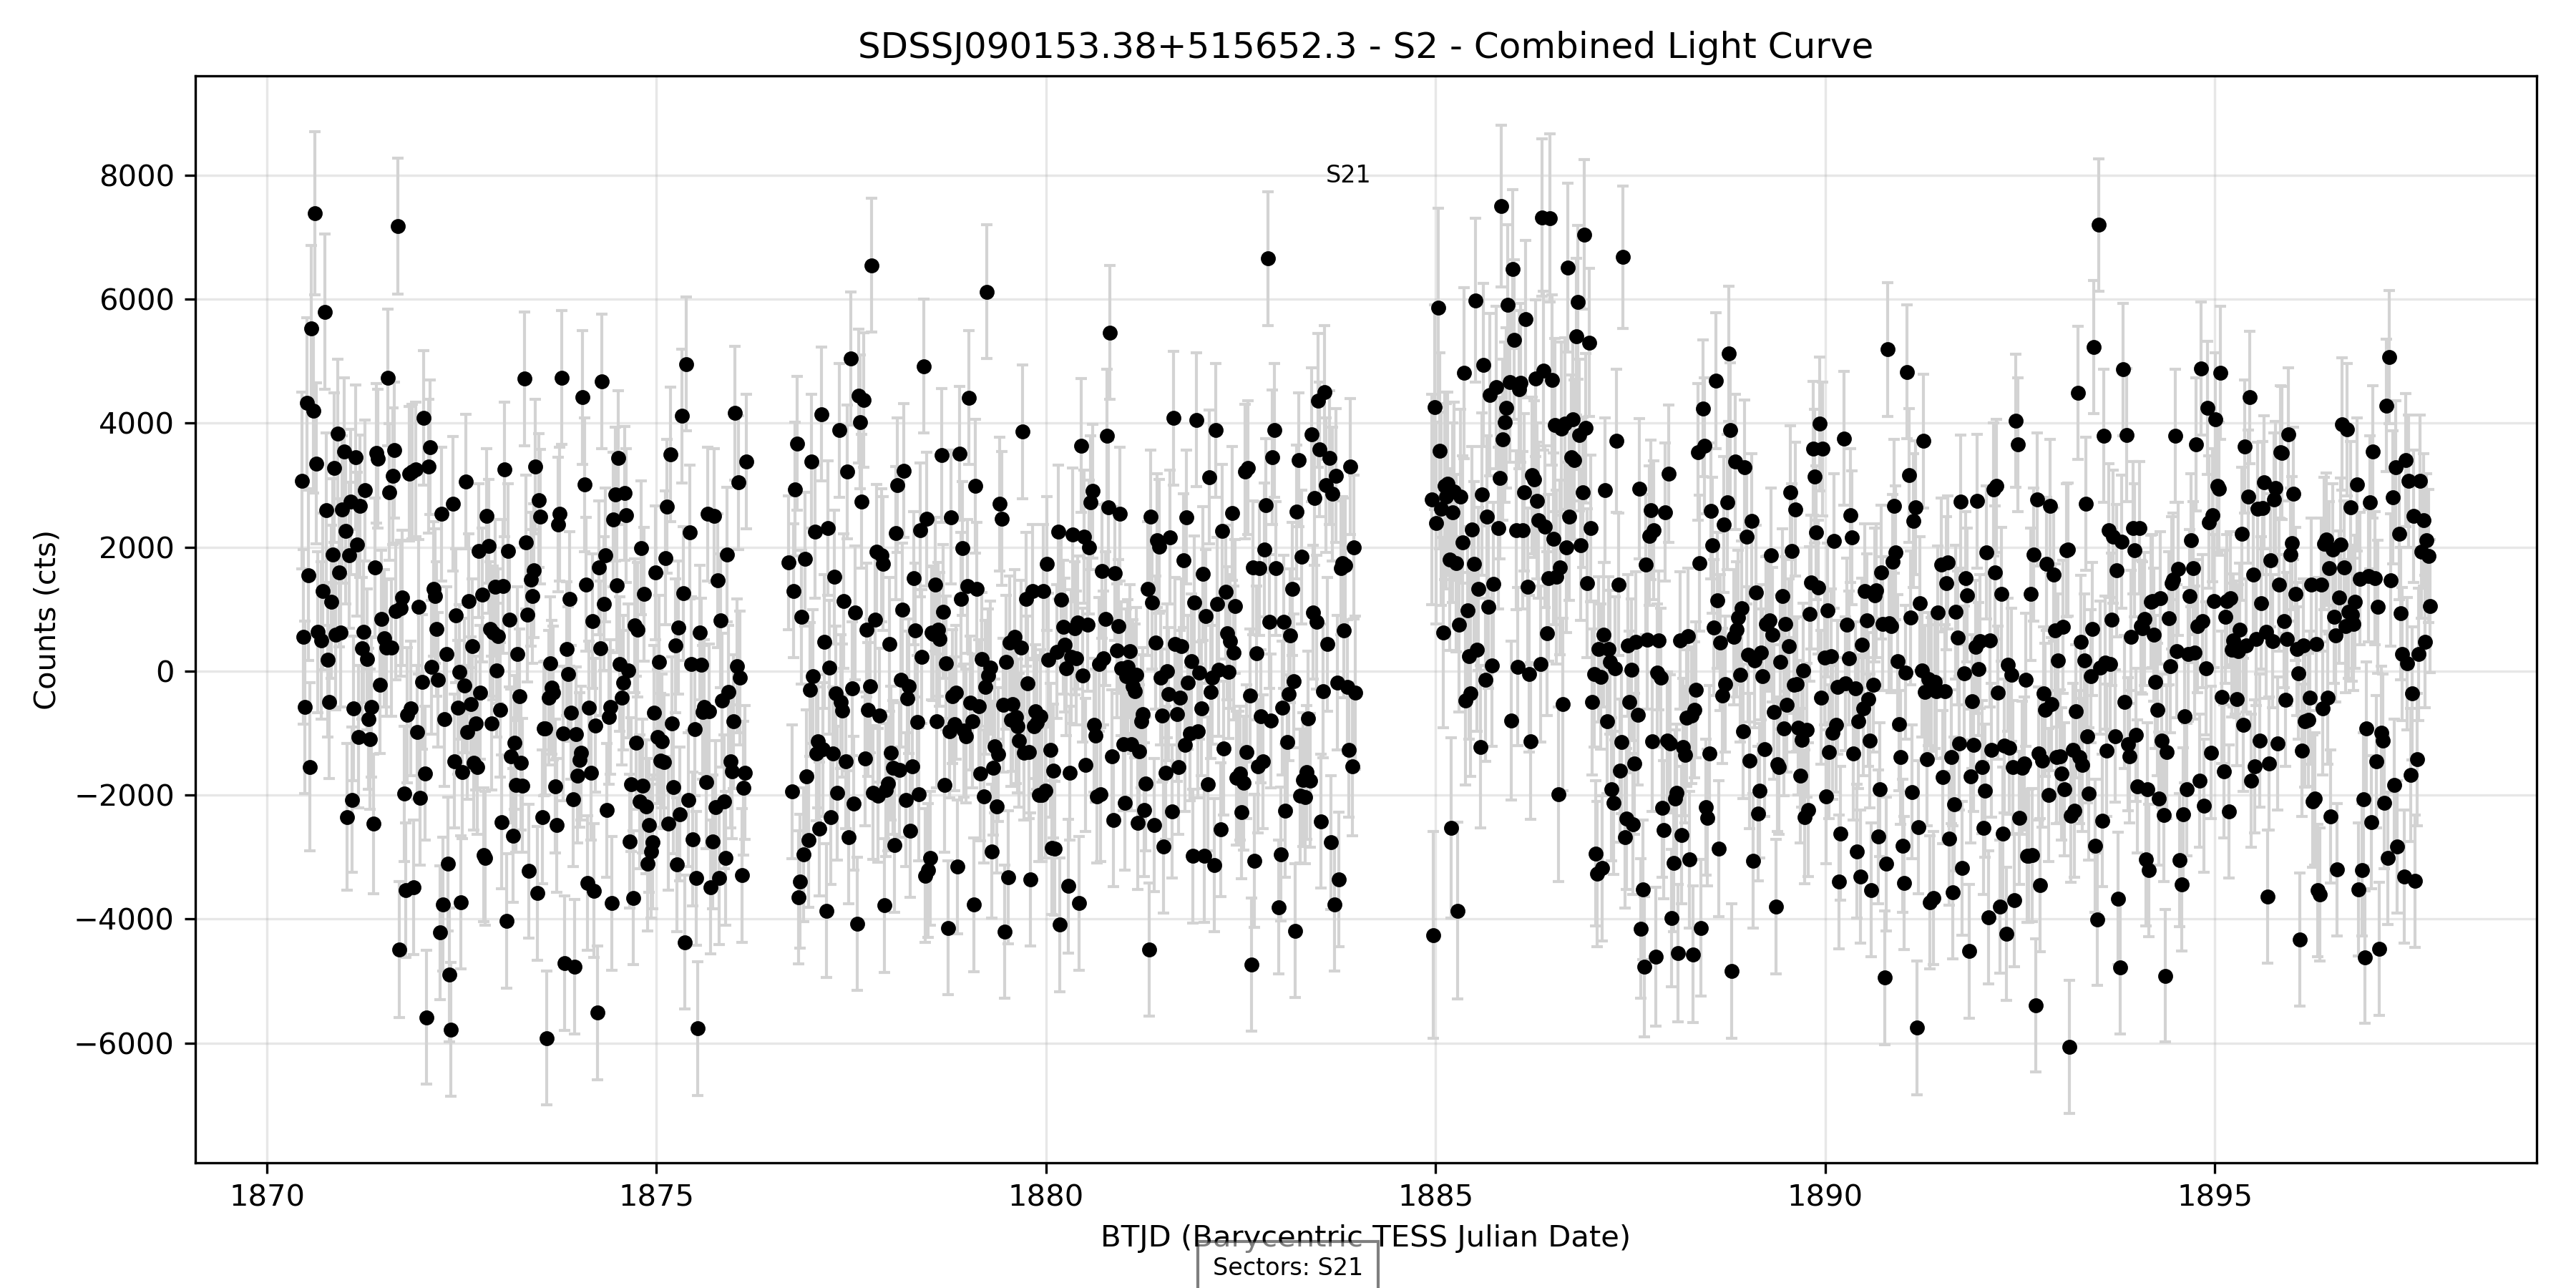 SDSSJ090153.38+515652.3 - S2 - Combined Light Curve
S21
8000
6000
4000
2000
0
−2000
−4000
−6000
Counts (cts)
1870 1875 1880 1885 1890 1895
BTJD (Barycentric TESS Julian Date)
Sectors: S21